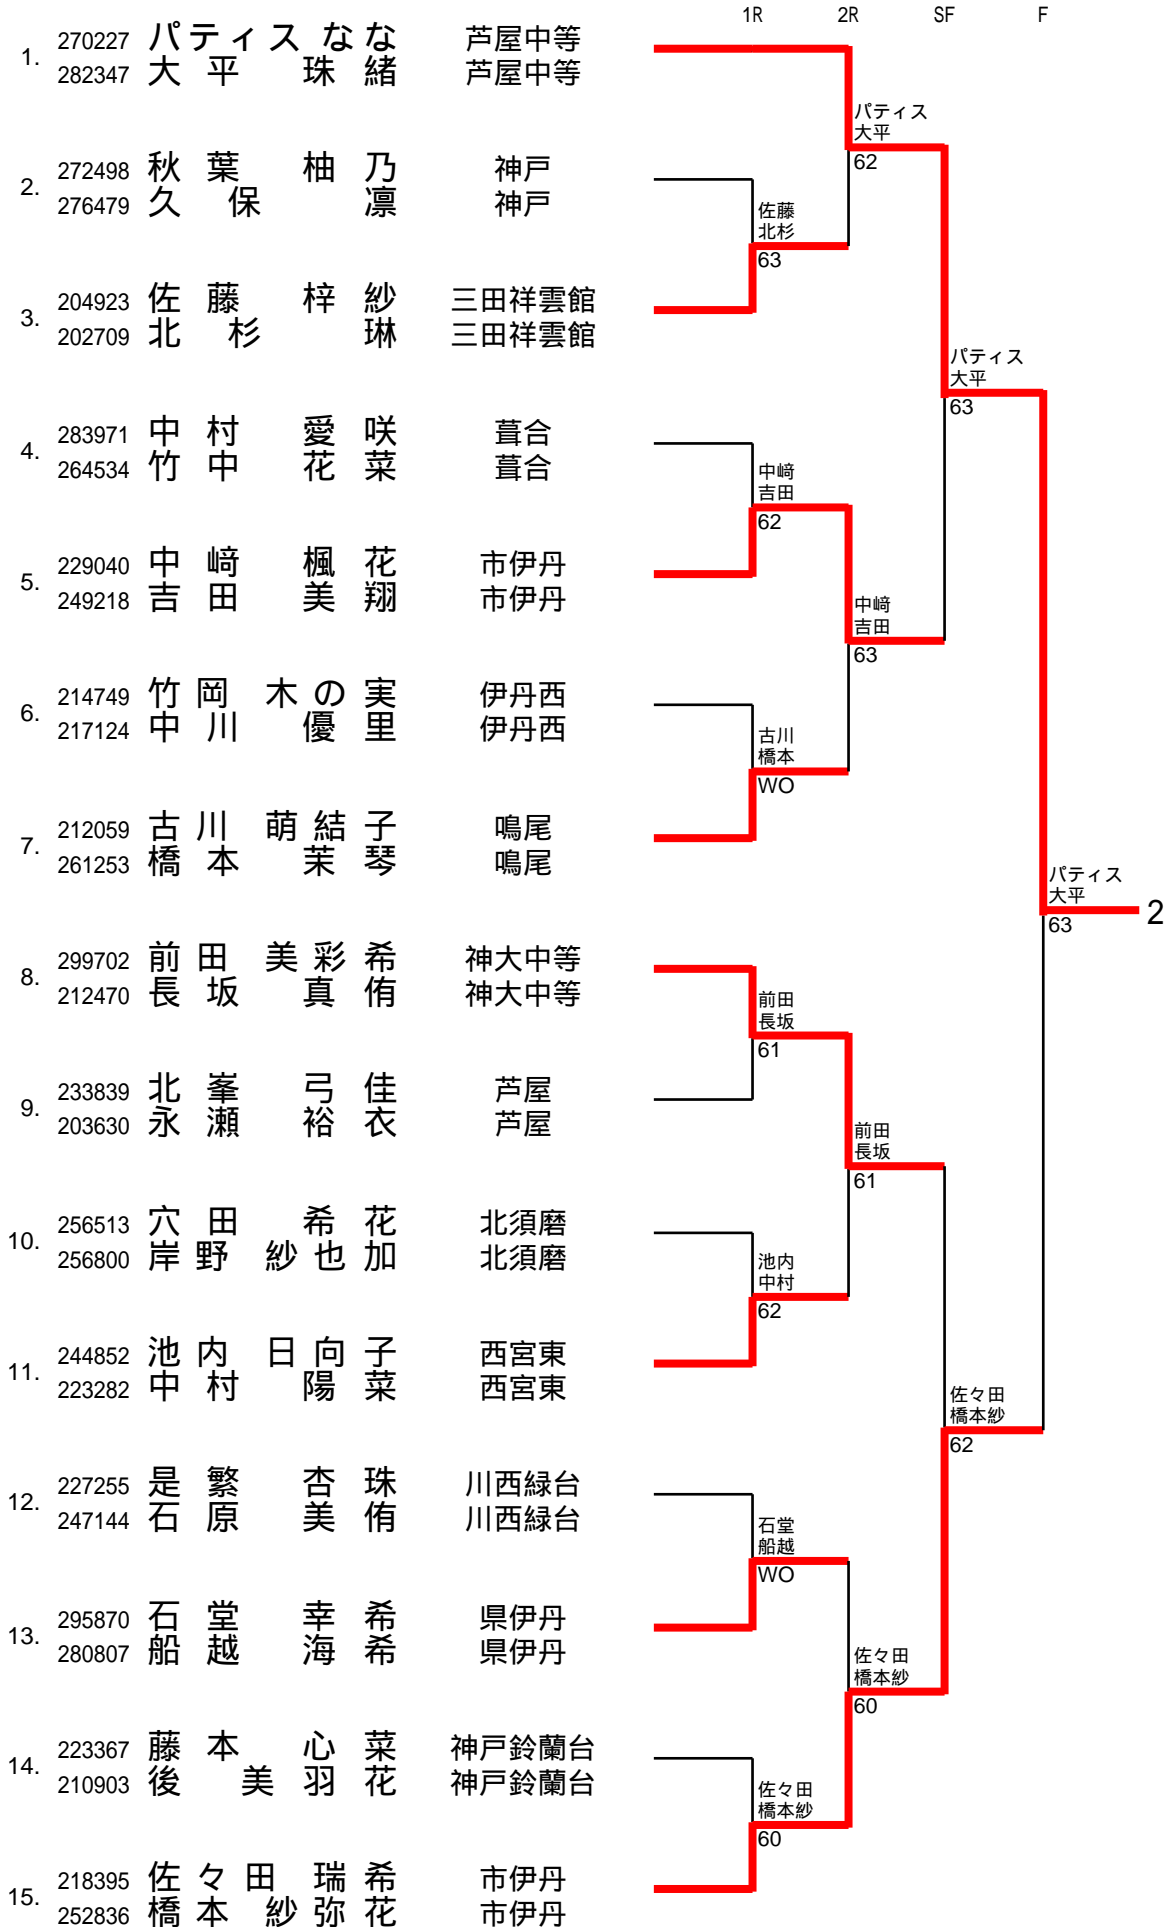 1R 2R SF F
1. 270227 パティス なな 芦屋中等
282347 大平 珠緒 芦屋中等
パティス
大平
62
2. 272498 秋葉 柚乃 神戸
276479 久保 凛 神戸
佐藤
北杉
63
3. 204923 佐藤 梓紗 三田祥雲館
202709 北杉 琳 三田祥雲館
パティス
大平
63
4. 283971 中村 愛咲 葺合
264534 竹中 花菜 葺合
中﨑
吉田
62
5. 229040 中﨑 楓花 市伊丹
249218 吉田 美翔 市伊丹
中﨑
吉田
63
6. 214749 竹岡 木の実 伊丹西
217124 中川 優里 伊丹西
古川
橋本
WO
7. 212059 古川 萌結子 鳴尾
261253 橋本 茉琴 鳴尾
パティス
大平
63
2
8. 299702 前田 美彩希 神大中等
212470 長坂 真侑 神大中等
前田
長坂
61
9. 233839 北峯 弓佳 芦屋
203630 永瀬 裕衣 芦屋
前田
長坂
61
10. 256513 穴田 希花 北須磨
256800 岸野 紗也加 北須磨
池内
中村
62
11. 244852 池内 日向子 西宮東
223282 中村 陽菜 西宮東
佐々田
橋本紗
62
12. 227255 是繁 杏珠 川西緑台
247144 石原 美侑 川西緑台
石堂
船越
WO
13. 295870 石堂 幸希 県伊丹
280807 船越 海希 県伊丹
佐々田
橋本紗
60
14. 223367 藤本 心菜 神戸鈴蘭台
210903 後 美羽花 神戸鈴蘭台
佐々田
橋本紗
60
15. 218395 佐々田 瑞希 市伊丹
252836 橋本 紗弥花 市伊丹